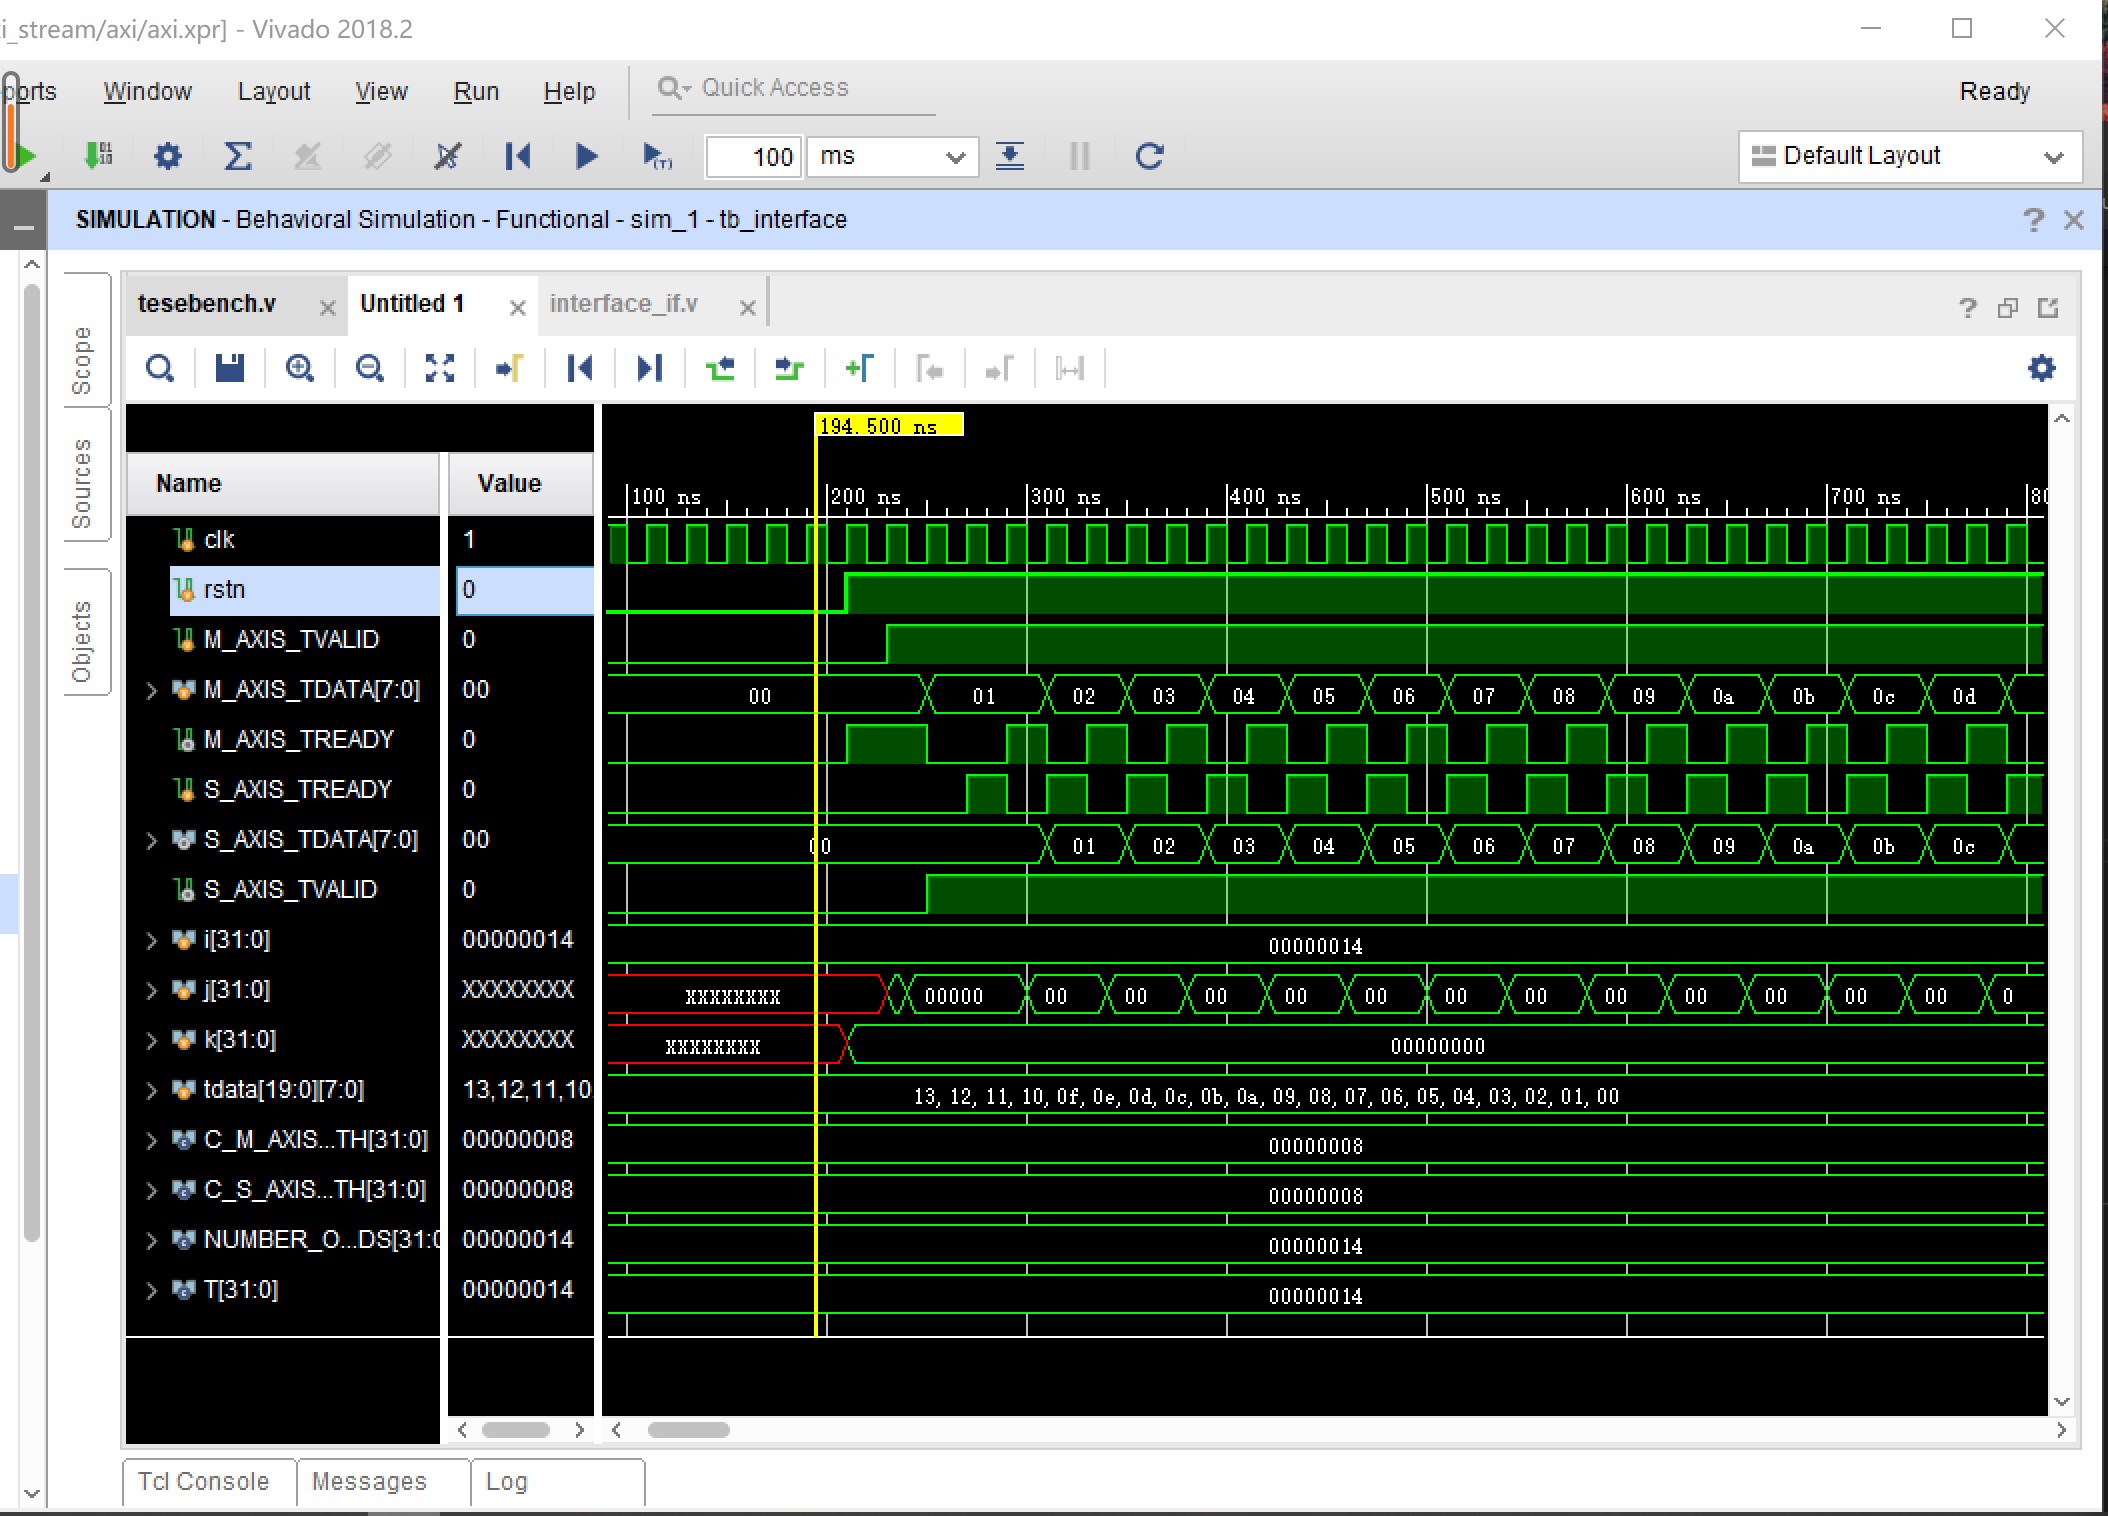 i_stream/axi/axi.xpr] - Vivado 2018.2
ports Window Layout View Run Help Quick Access Ready
100 ms Default Layout
SIMULATION - Behavioral Simulation - Functional - sim_1 - tb_interface
Scope
Sources
Objects
tesebench.v Untitled 1 interface_if.v
194.500 ns
Name Value
100 ns 200 ns 300 ns 400 ns 500 ns 600 ns 700 ns 80
clk 1
rstn 0
M_AXIS_TVALID 0
M_AXIS_TDATA[7:0] 00 00 01 02 03 04 05 06 07 08 09 0a 0b 0c 0d
M_AXIS_TREADY 0
S_AXIS_TREADY 0
S_AXIS_TDATA[7:0] 00 00 01 02 03 04 05 06 07 08 09 0a 0b 0c
S_AXIS_TVALID 0
i[31:0] 00000014 00000014
j[31:0] XXXXXXXX XXXXXXXX 00000 00 00 00 00 00 00 00 00 00 00 00 00 0
k[31:0] XXXXXXXX XXXXXXXX 00000000
tdata[19:0][7:0] 13,12,11,10 13, 12, 11, 10, 0f, 0e, 0d, 0c, 0b, 0a, 09, 08, 07, 06, 05, 04, 03, 02, 01, 00
C_M_AXIS...TH[31:0] 00000008 00000008
C_S_AXIS...TH[31:0] 00000008 00000008
NUMBER_O...DS[31:0 00000014 00000014
T[31:0] 00000014 00000014
Tcl Console Messages Log